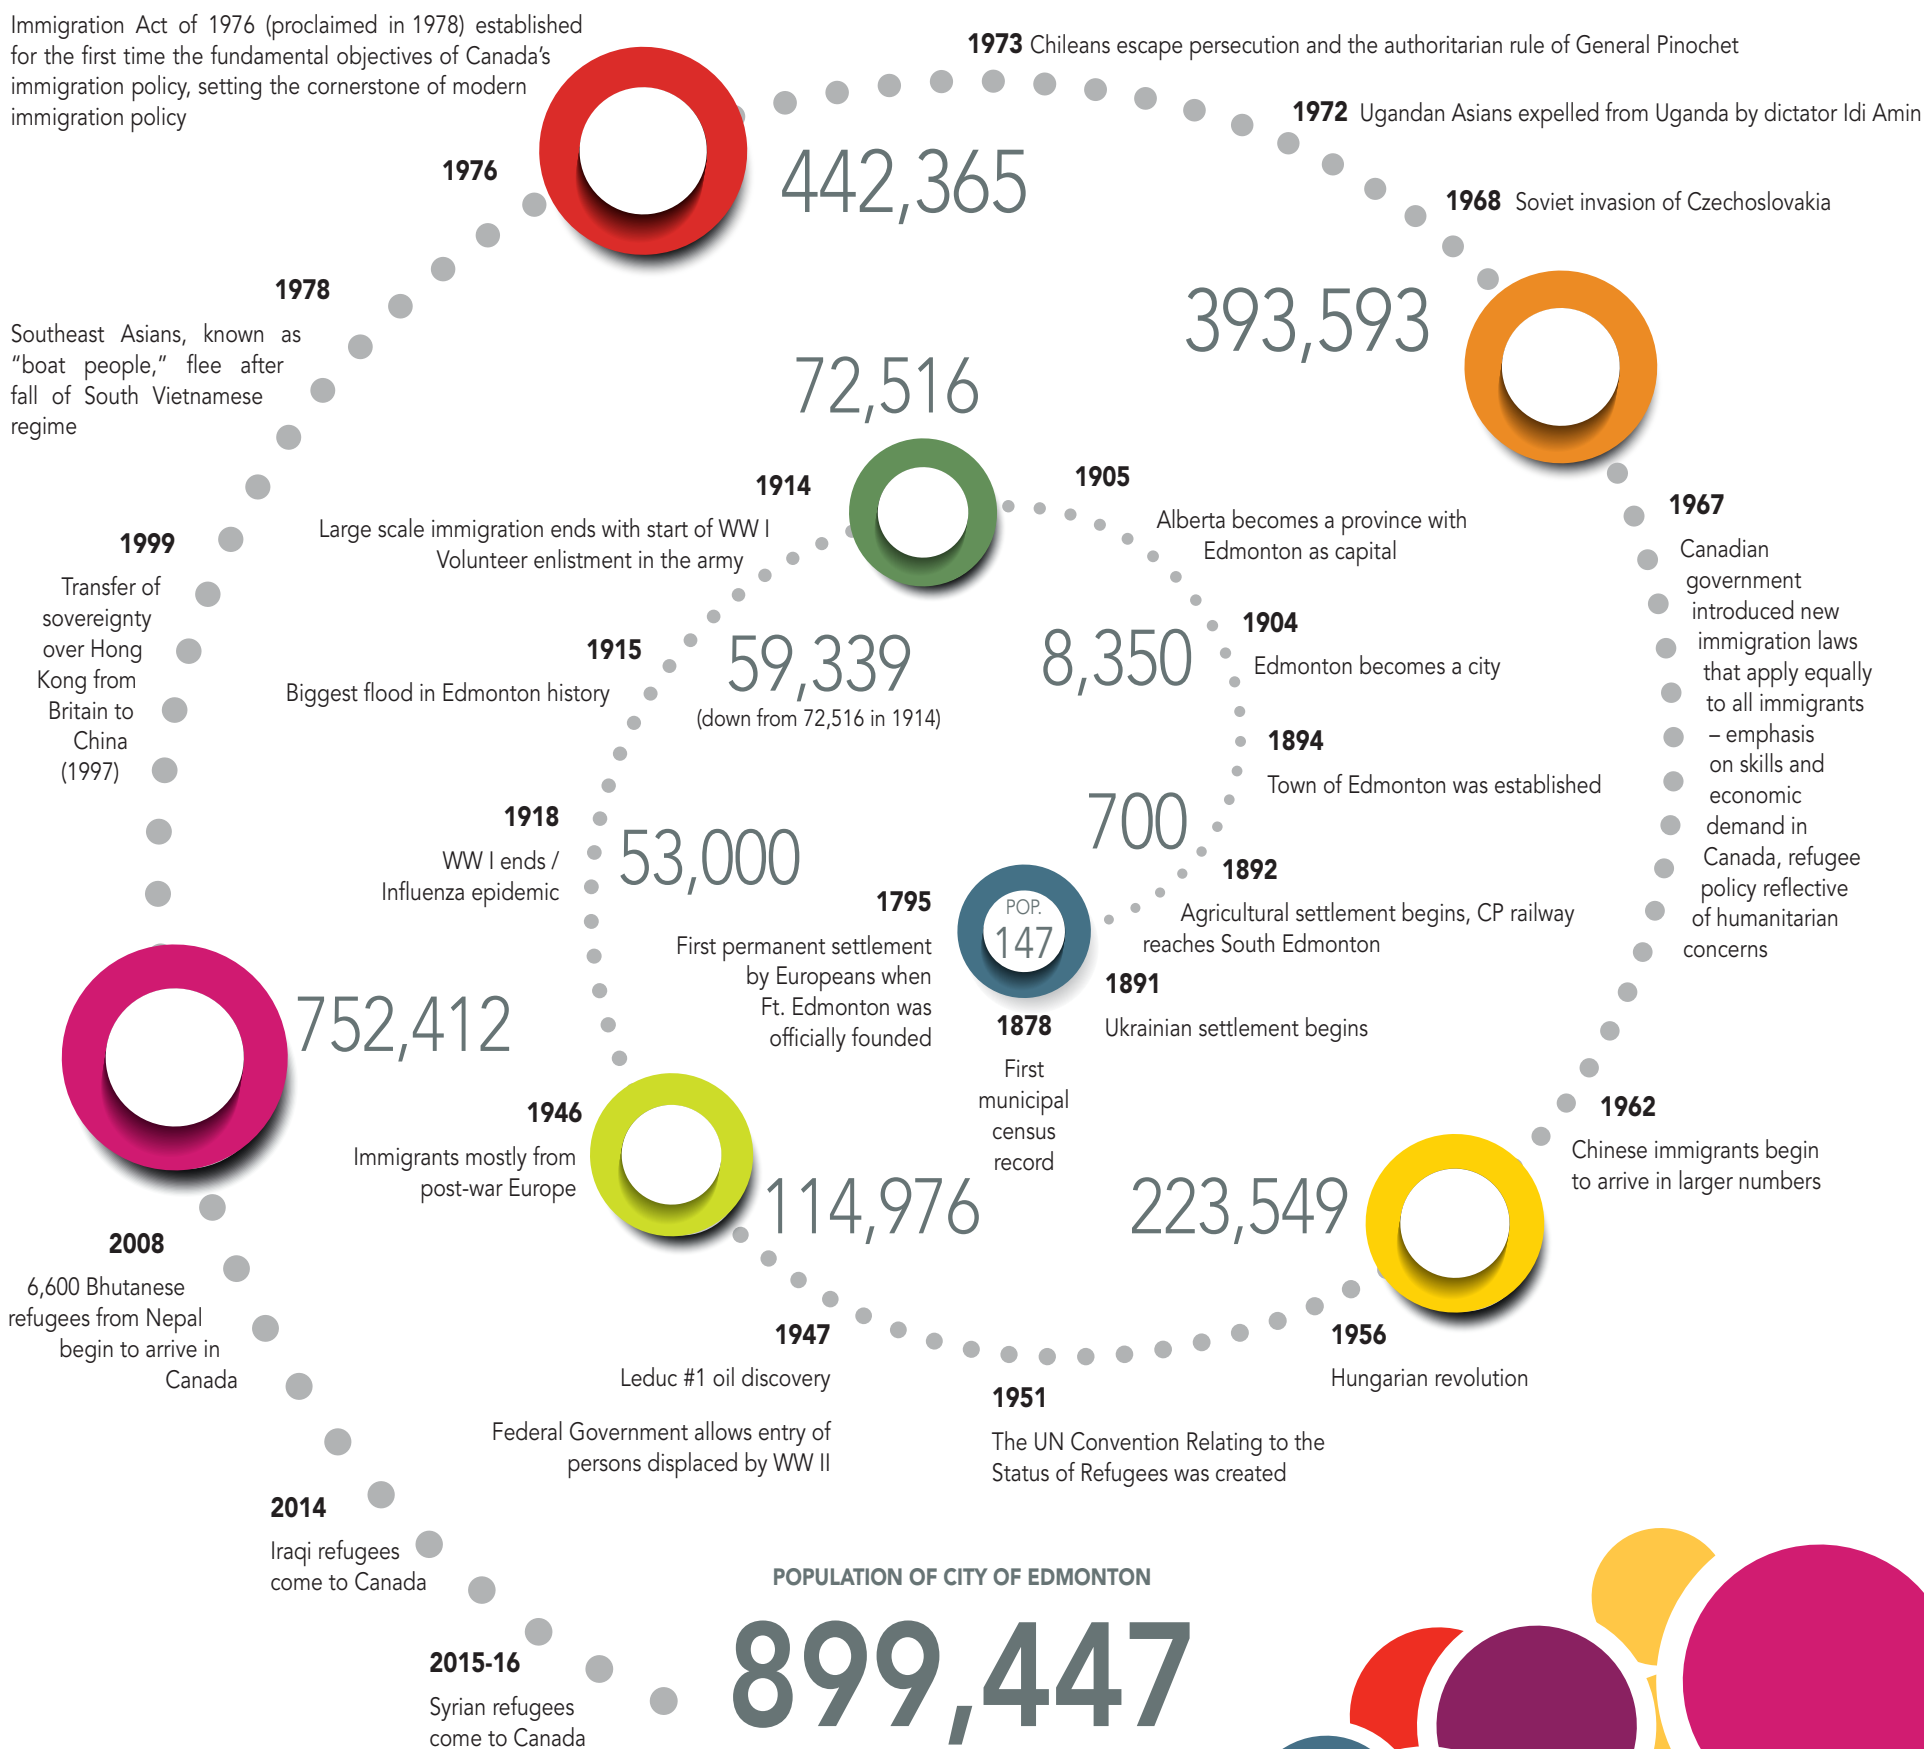 Immigration Act of 1976 (proclaimed in 1978) established
for the first time the fundamental objectives of Canada's
immigration policy, setting the cornerstone of modern
immigration policy
1973 Chileans escape persecution and the authoritarian rule of General Pinochet
1972 Ugandan Asians expelled from Uganda by dictator Idi Amin
1976
442,365
1968 Soviet invasion of Czechoslovakia
1978
Southeast Asians, known as
“boat people,” flee after
fall of South Vietnamese
regime
393,593
72,516
1914
Large scale immigration ends with start of WW I
Volunteer enlistment in the army
1905
Alberta becomes a province with
Edmonton as capital
1967
Canadian
government
introduced new
immigration laws
that apply equally
to all immigrants
– emphasis
on skills and
economic
demand in
Canada, refugee
policy reflective
of humanitarian
concerns
1999
Transfer of
sovereignty
over Hong
Kong from
Britain to
China
(1997)
1915
Biggest flood in Edmonton history
59,339
(down from 72,516 in 1914)
8,350
1904
Edmonton becomes a city
1894
Town of Edmonton was established
700
1918
WW I ends /
Influenza epidemic
53,000
1892
Agricultural settlement begins, CP railway
reaches South Edmonton
1795
First permanent settlement
by Europeans when
Ft. Edmonton was
officially founded
POP.
147
1878
First
municipal
census
record
1891
Ukrainian settlement begins
752,412
1946
Immigrants mostly from
post-war Europe
114,976
223,549
1962
Chinese immigrants begin
to arrive in larger numbers
2008
6,600 Bhutanese
refugees from Nepal
begin to arrive in
Canada
1947
Leduc #1 oil discovery
Federal Government allows entry of
persons displaced by WW II
1951
The UN Convention Relating to the
Status of Refugees was created
1956
Hungarian revolution
2014
Iraqi refugees
come to Canada
2015-16
Syrian refugees
come to Canada
POPULATION OF CITY OF EDMONTON
899,447